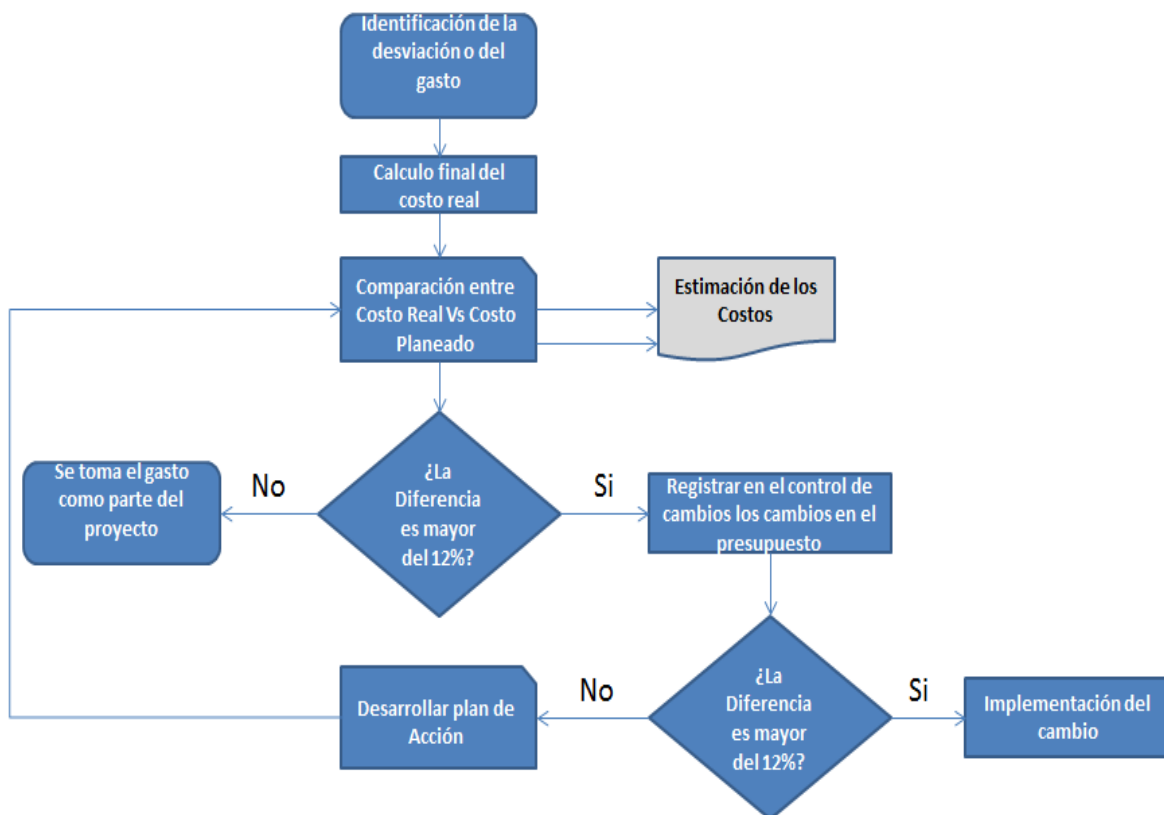 Identificación de la
desviación o del
gasto
Calculo final del
costo real
Comparación entre
Costo Real Vs Costo
Planeado
Estimación de los
Costos
¿La
Diferencia
es mayor
del 12%?
No
Si
Se toma el gasto
como parte del
proyecto
Registrar en el control de
cambios los cambios en el
presupuesto
¿La
Diferencia
es mayor
del 12%?
No
Si
Desarrollar plan de
Acción
Implementación del
cambio